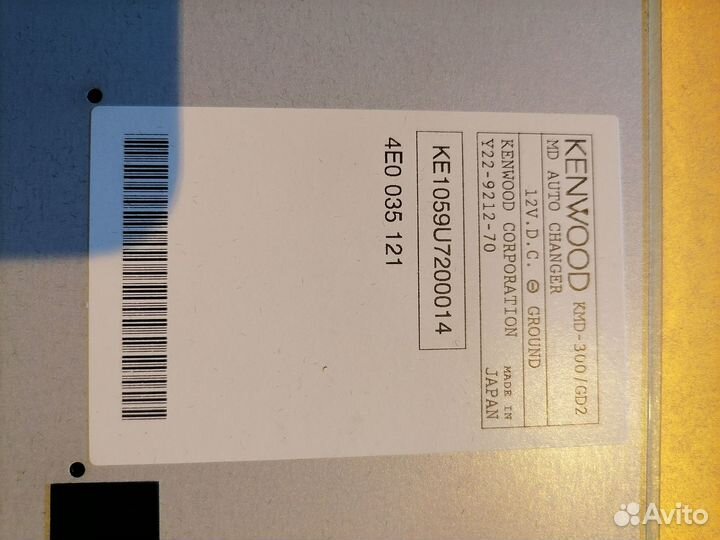 KENWOOD KMD-300/GD2
MD AUTO CHANGER
12V.D.C. ⊖ GROUND
KENWOOD CORPORATION
Y22-9212-70
MADE IN
JAPAN
KE1059U7200014
4E0 035 121
Avito